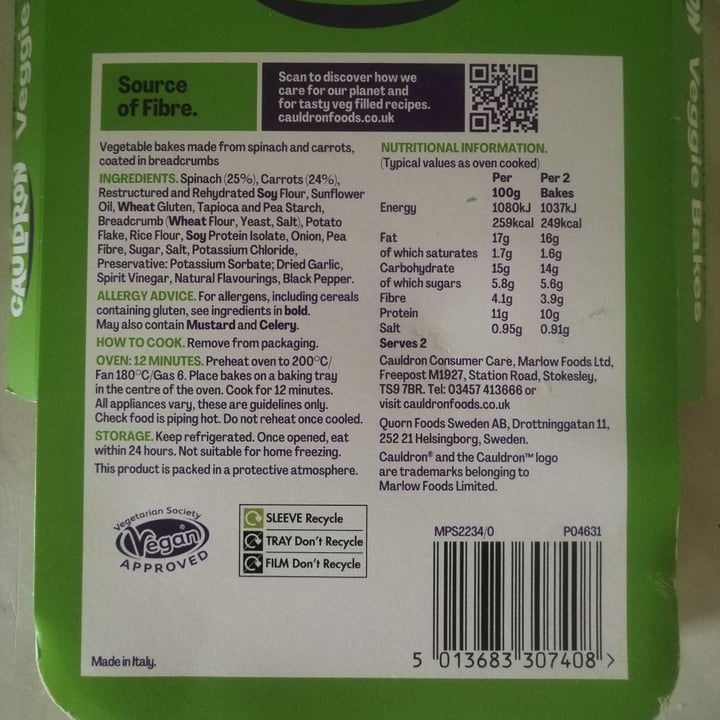 CAULDRON Veggie
ON Veggie Bakes
Source
of Fibre.
Scan to discover how we
care for our planet and
for tasty veg filled recipes.
cauldronfoods.co.uk
Vegetable bakes made from spinach and carrots,
coated in breadcrumbs
INGREDIENTS. Spinach (25%), Carrots (24%),
Restructured and Rehydrated Soy Flour, Sunflower
Oil, Wheat Gluten, Tapioca and Pea Starch,
Breadcrumb (Wheat Flour, Yeast, Salt), Potato
Flake, Rice Flour, Soy Protein Isolate, Onion, Pea
Fibre, Sugar, Salt, Potassium Chloride,
Preservative: Potassium Sorbate; Dried Garlic,
Spirit Vinegar, Natural Flavourings, Black Pepper.
ALLERGY ADVICE. For allergens, including cereals
containing gluten, see ingredients in bold.
May also contain Mustard and Celery.
HOW TO COOK. Remove from packaging.
OVEN: 12 MINUTES. Preheat oven to 200°C/
Fan 180°C/Gas 6. Place bakes on a baking tray
in the centre of the oven. Cook for 12 minutes.
All appliances vary, these are guidelines only.
Check food is piping hot. Do not reheat once cooled.
STORAGE. Keep refrigerated. Once opened, eat
within 24 hours. Not suitable for home freezing.
This product is packed in a protective atmosphere.
NUTRITIONAL INFORMATION.
(Typical values as oven cooked)
Per Per 2
100g Bakes
Energy 1080kJ 1037kJ
259kcal 249kcal
Fat 17g 16g
of which saturates 1.7g 1.6g
Carbohydrate 15g 14g
of which sugars 5.8g 5.6g
Fibre 4.1g 3.9g
Protein 11g 10g
Salt 0.95g 0.91g
Serves 2
Cauldron Consumer Care, Marlow Foods Ltd,
Freepost M1927, Station Road, Stokesley,
TS9 7BR. Tel: 03457 413666 or
visit cauldronfoods.co.uk
Quorn Foods Sweden AB, Drottninggatan 11,
252 21 Helsingborg, Sweden.
Cauldron® and the Cauldron™ logo
are trademarks belonging to
Marlow Foods Limited.
Vegetarian Society
Vegan
APPROVED
SLEEVE Recycle
TRAY Don't Recycle
FILM Don't Recycle
MPS2234/0 P04631
5 013683 307408 >
Made in Italy.